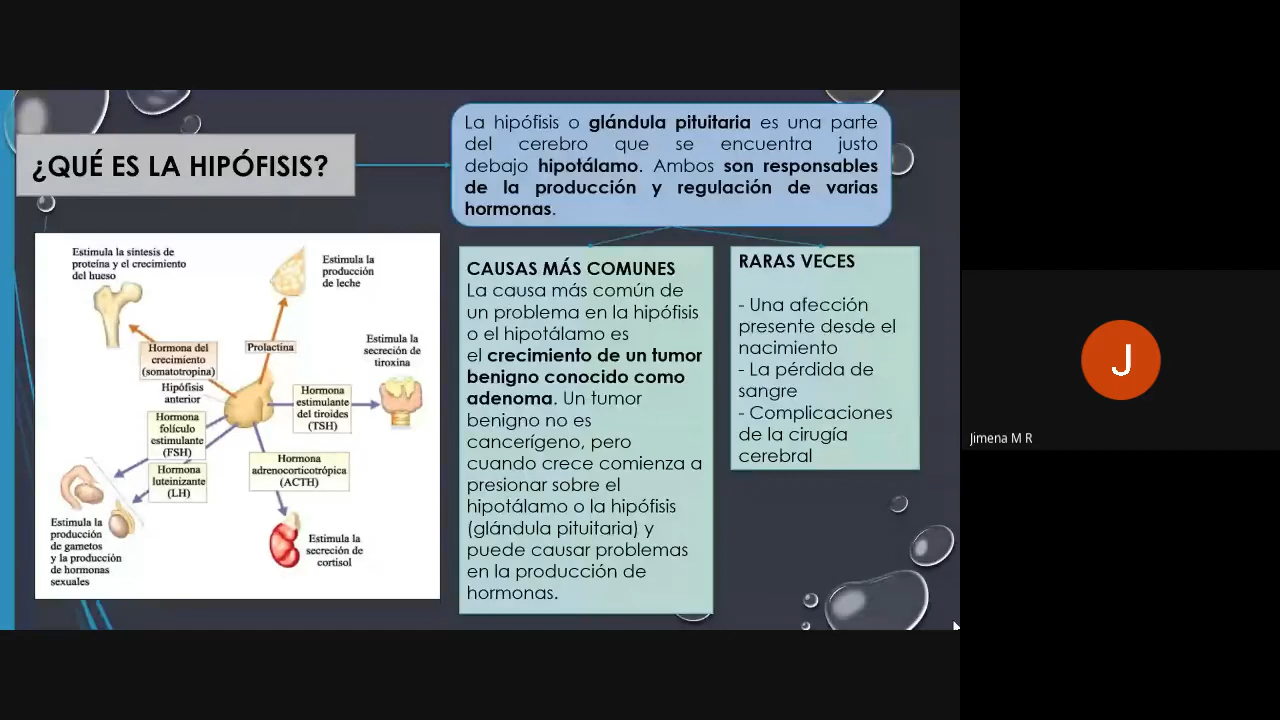 ¿QUÉ ES LA HIPÓFISIS?
La hipófisis o glándula pituitaria es una parte
del cerebro que se encuentra justo
debajo hipotálamo. Ambos son responsables
de la producción y regulación de varias
hormonas.
Estimula la síntesis de
proteína y el crecimiento
del hueso
Estimula la
producción
de leche
Estimula la
secreción de
tiroxina
Hormona del
crecimiento
(somatotropina)
Prolactina
Hipófisis
anterior
Hormona
estimulante
del tiroides
(TSH)
Hormona
folículo
estimulante
(FSH)
Hormona
luteinizante
(LH)
Hormona
adrenocorticotrópica
(ACTH)
Estimula la
producción
de gametos
y la producción
de hormonas
sexuales
Estimula la
secreción de
cortisol
CAUSAS MÁS COMUNES
La causa más común de
un problema en la hipófisis
o el hipotálamo es
el crecimiento de un tumor
benigno conocido como
adenoma. Un tumor
benigno no es
cancerígeno, pero
cuando crece comienza a
presionar sobre el
hipotálamo o la hipófisis
(glándula pituitaria) y
puede causar problemas
en la producción de
hormonas.
RARAS VECES
- Una afección
presente desde el
nacimiento
- La pérdida de
sangre
- Complicaciones
de la cirugía
cerebral
J
Jimena M R